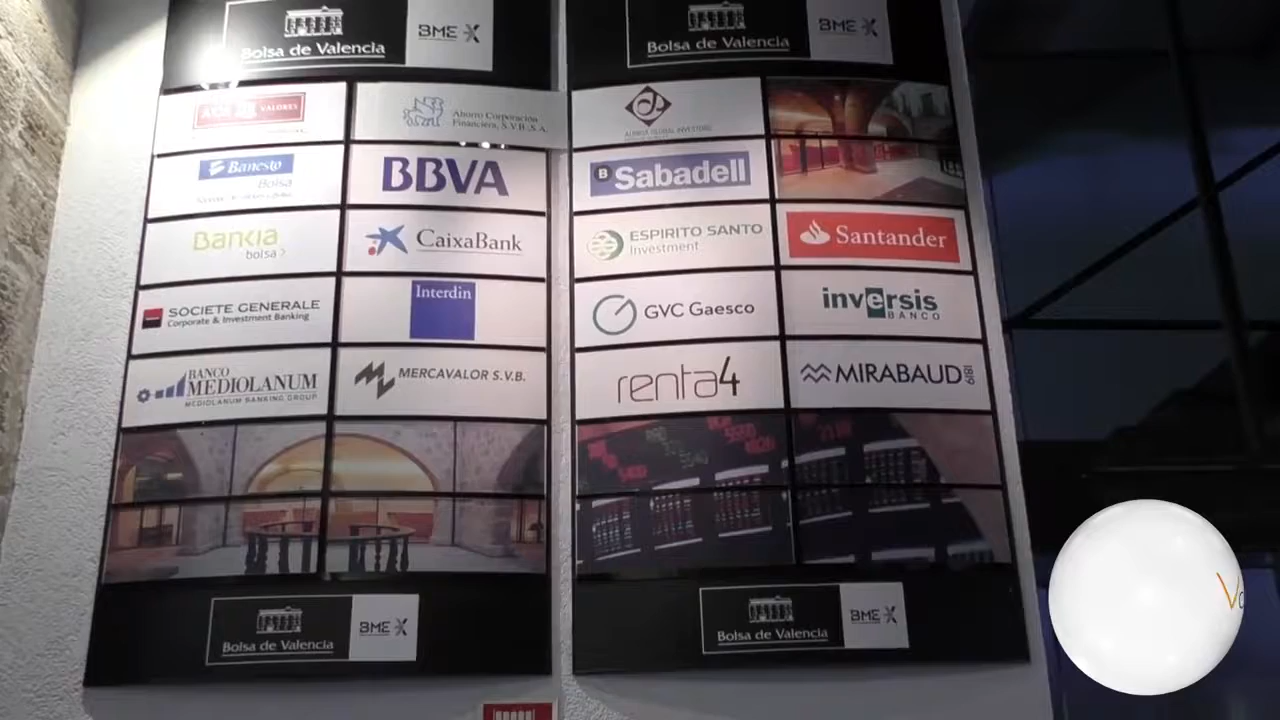 Bolsa de Valencia
BME X
Bolsa de Valencia
BME X
VALORES
Ahorro Corporación
Financiera, S.V.B.,S.A.
Banesto
Bolsa
BBVA
Bankia
bolsa
CaixaBank
SOCIETE GENERALE
Corporate & Investment Banking
Interdin
BANCO
MEDIOLANUM
MEDIOLANUM BANKING GROUP
MERCAVALOR S.V.B.
B Sabadell
ESPIRITO SANTO
Investment
Santander
GVC Gaesco
inversis
BANCO
renta4
MIRABAUD 1819
Bolsa de Valencia
BME X
Bolsa de Valencia
BME X